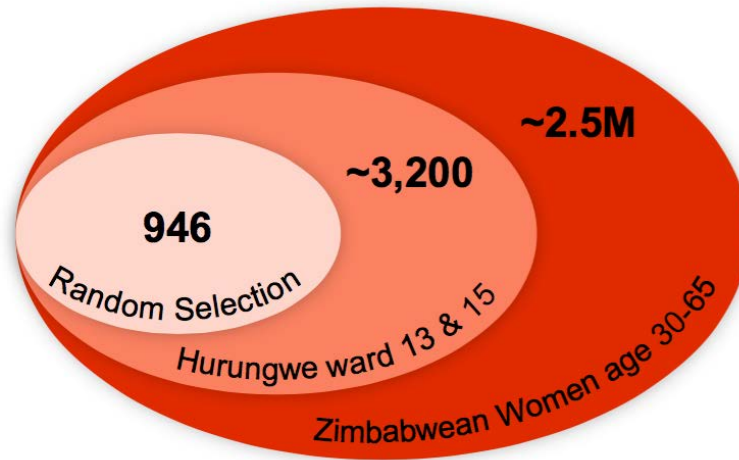 ~2.5M
~3,200
946
Random Selection
Hurungwe ward 13 & 15
Zimbabwean Women age 30-65